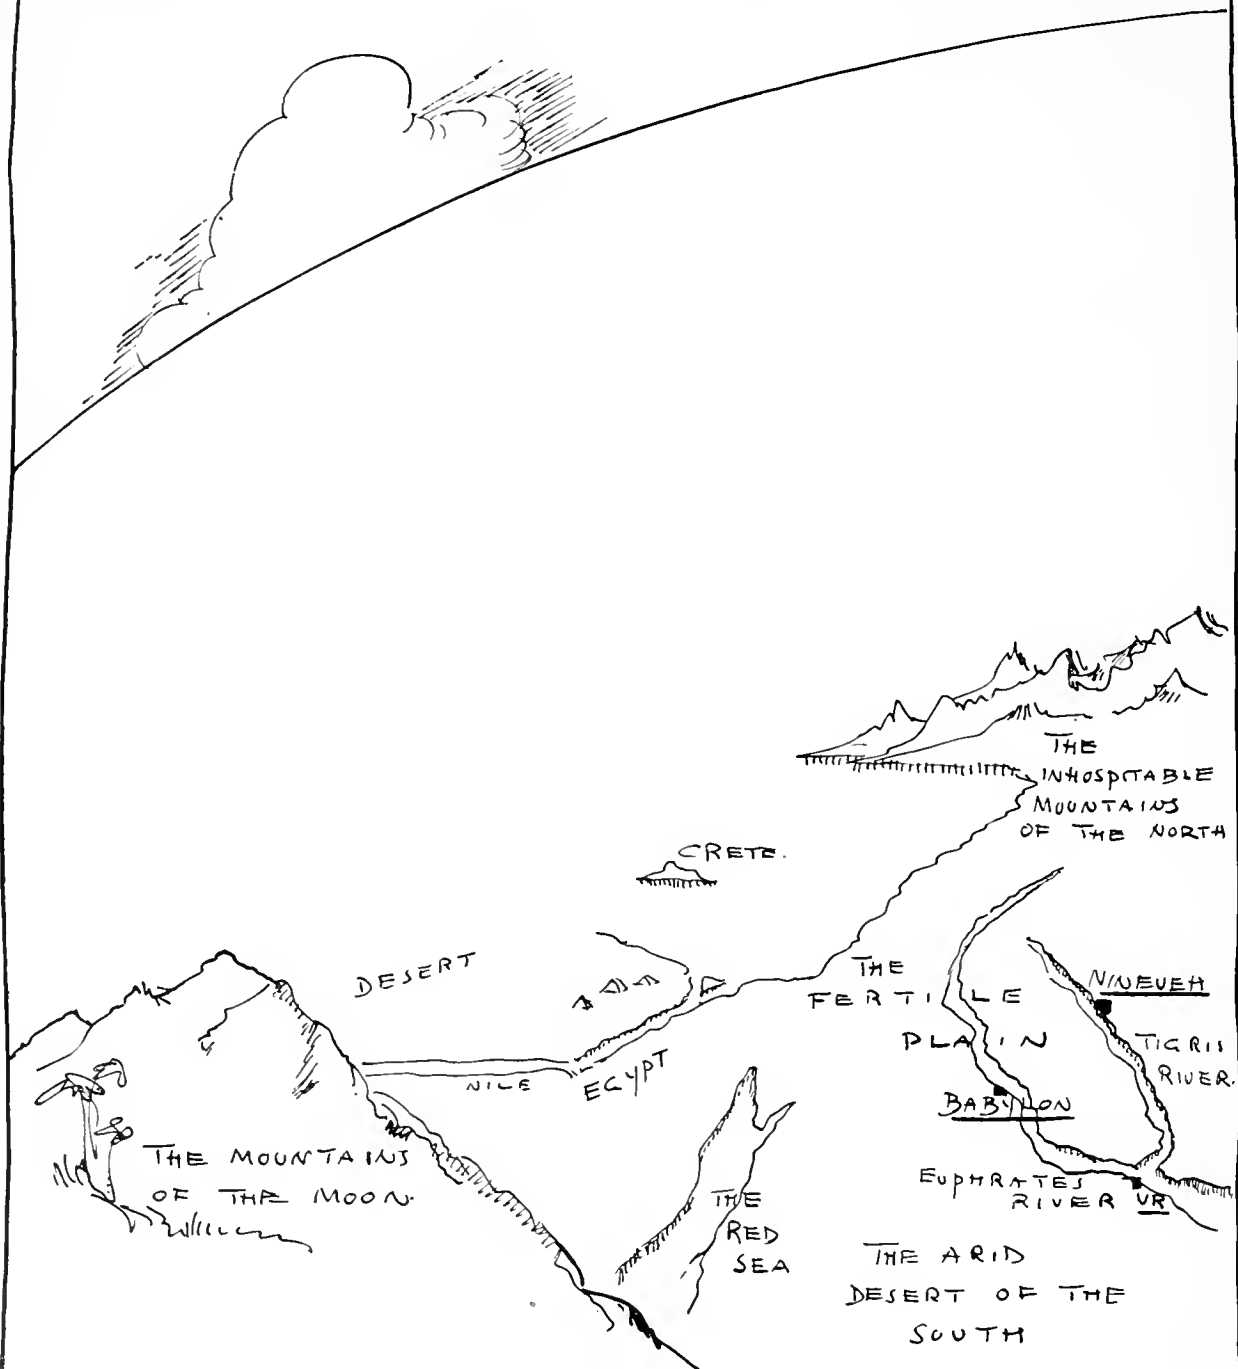 THE
INHOSPITABLE
MOUNTAINS
OF THE NORTH
CRETE.
DESERT
THE
FERTILE
PLAIN
NINEVEH
TIGRIS
RIVER.
NILE
EGYPT
BABYLON
THE MOUNTAINS
OF THE MOON.
EUPHRATES
RIVER
UR
THE
RED
SEA
THE ARID
DESERT OF THE
SOUTH